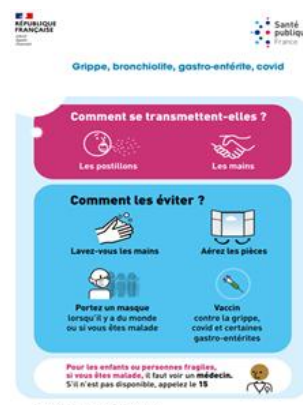 RÉPUBLIQUE
FRANÇAISE
Santé
publique
France
Grippe, bronchiolite, gastro-entérite, covid
Comment se transmettent-elles ?
Les postillons
Les mains
Comment les éviter ?
Lavez-vous les mains
Aérez les pièces
Portez un masque
lorsqu'il y a du monde
ou si vous êtes malade
Vaccin
contre la grippe,
covid et certaines
gastro-entérites
Pour les enfants ou personnes fragiles,
si vous êtes malade, il faut voir un médecin.
S'il n'est pas disponible, appelez le 15